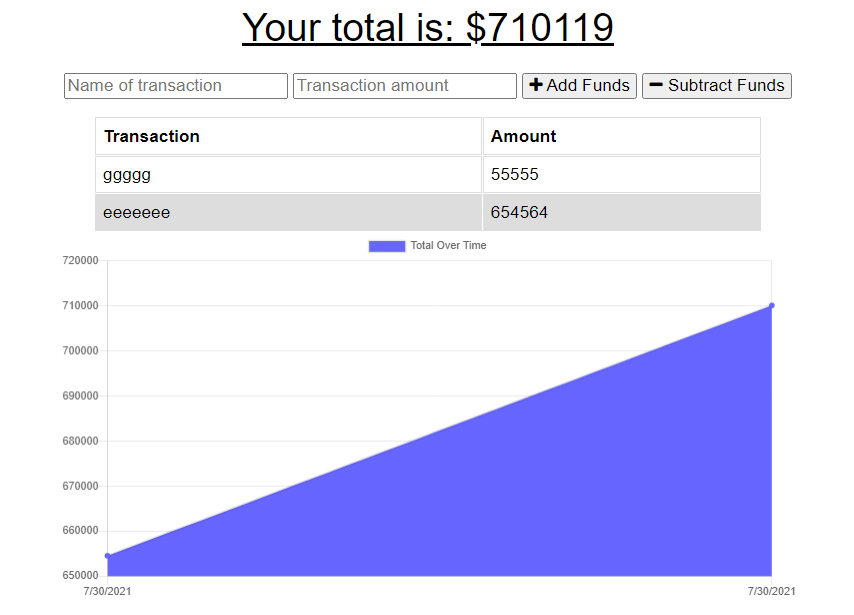 Your total is: $710119
Name of transaction Transaction amount Add Funds Subtract Funds
Transaction Amount
ggggg 55555
eeeeeee 654564
Total Over Time
720000
710000
700000
690000
680000
670000
660000
650000
7/30/2021 7/30/2021